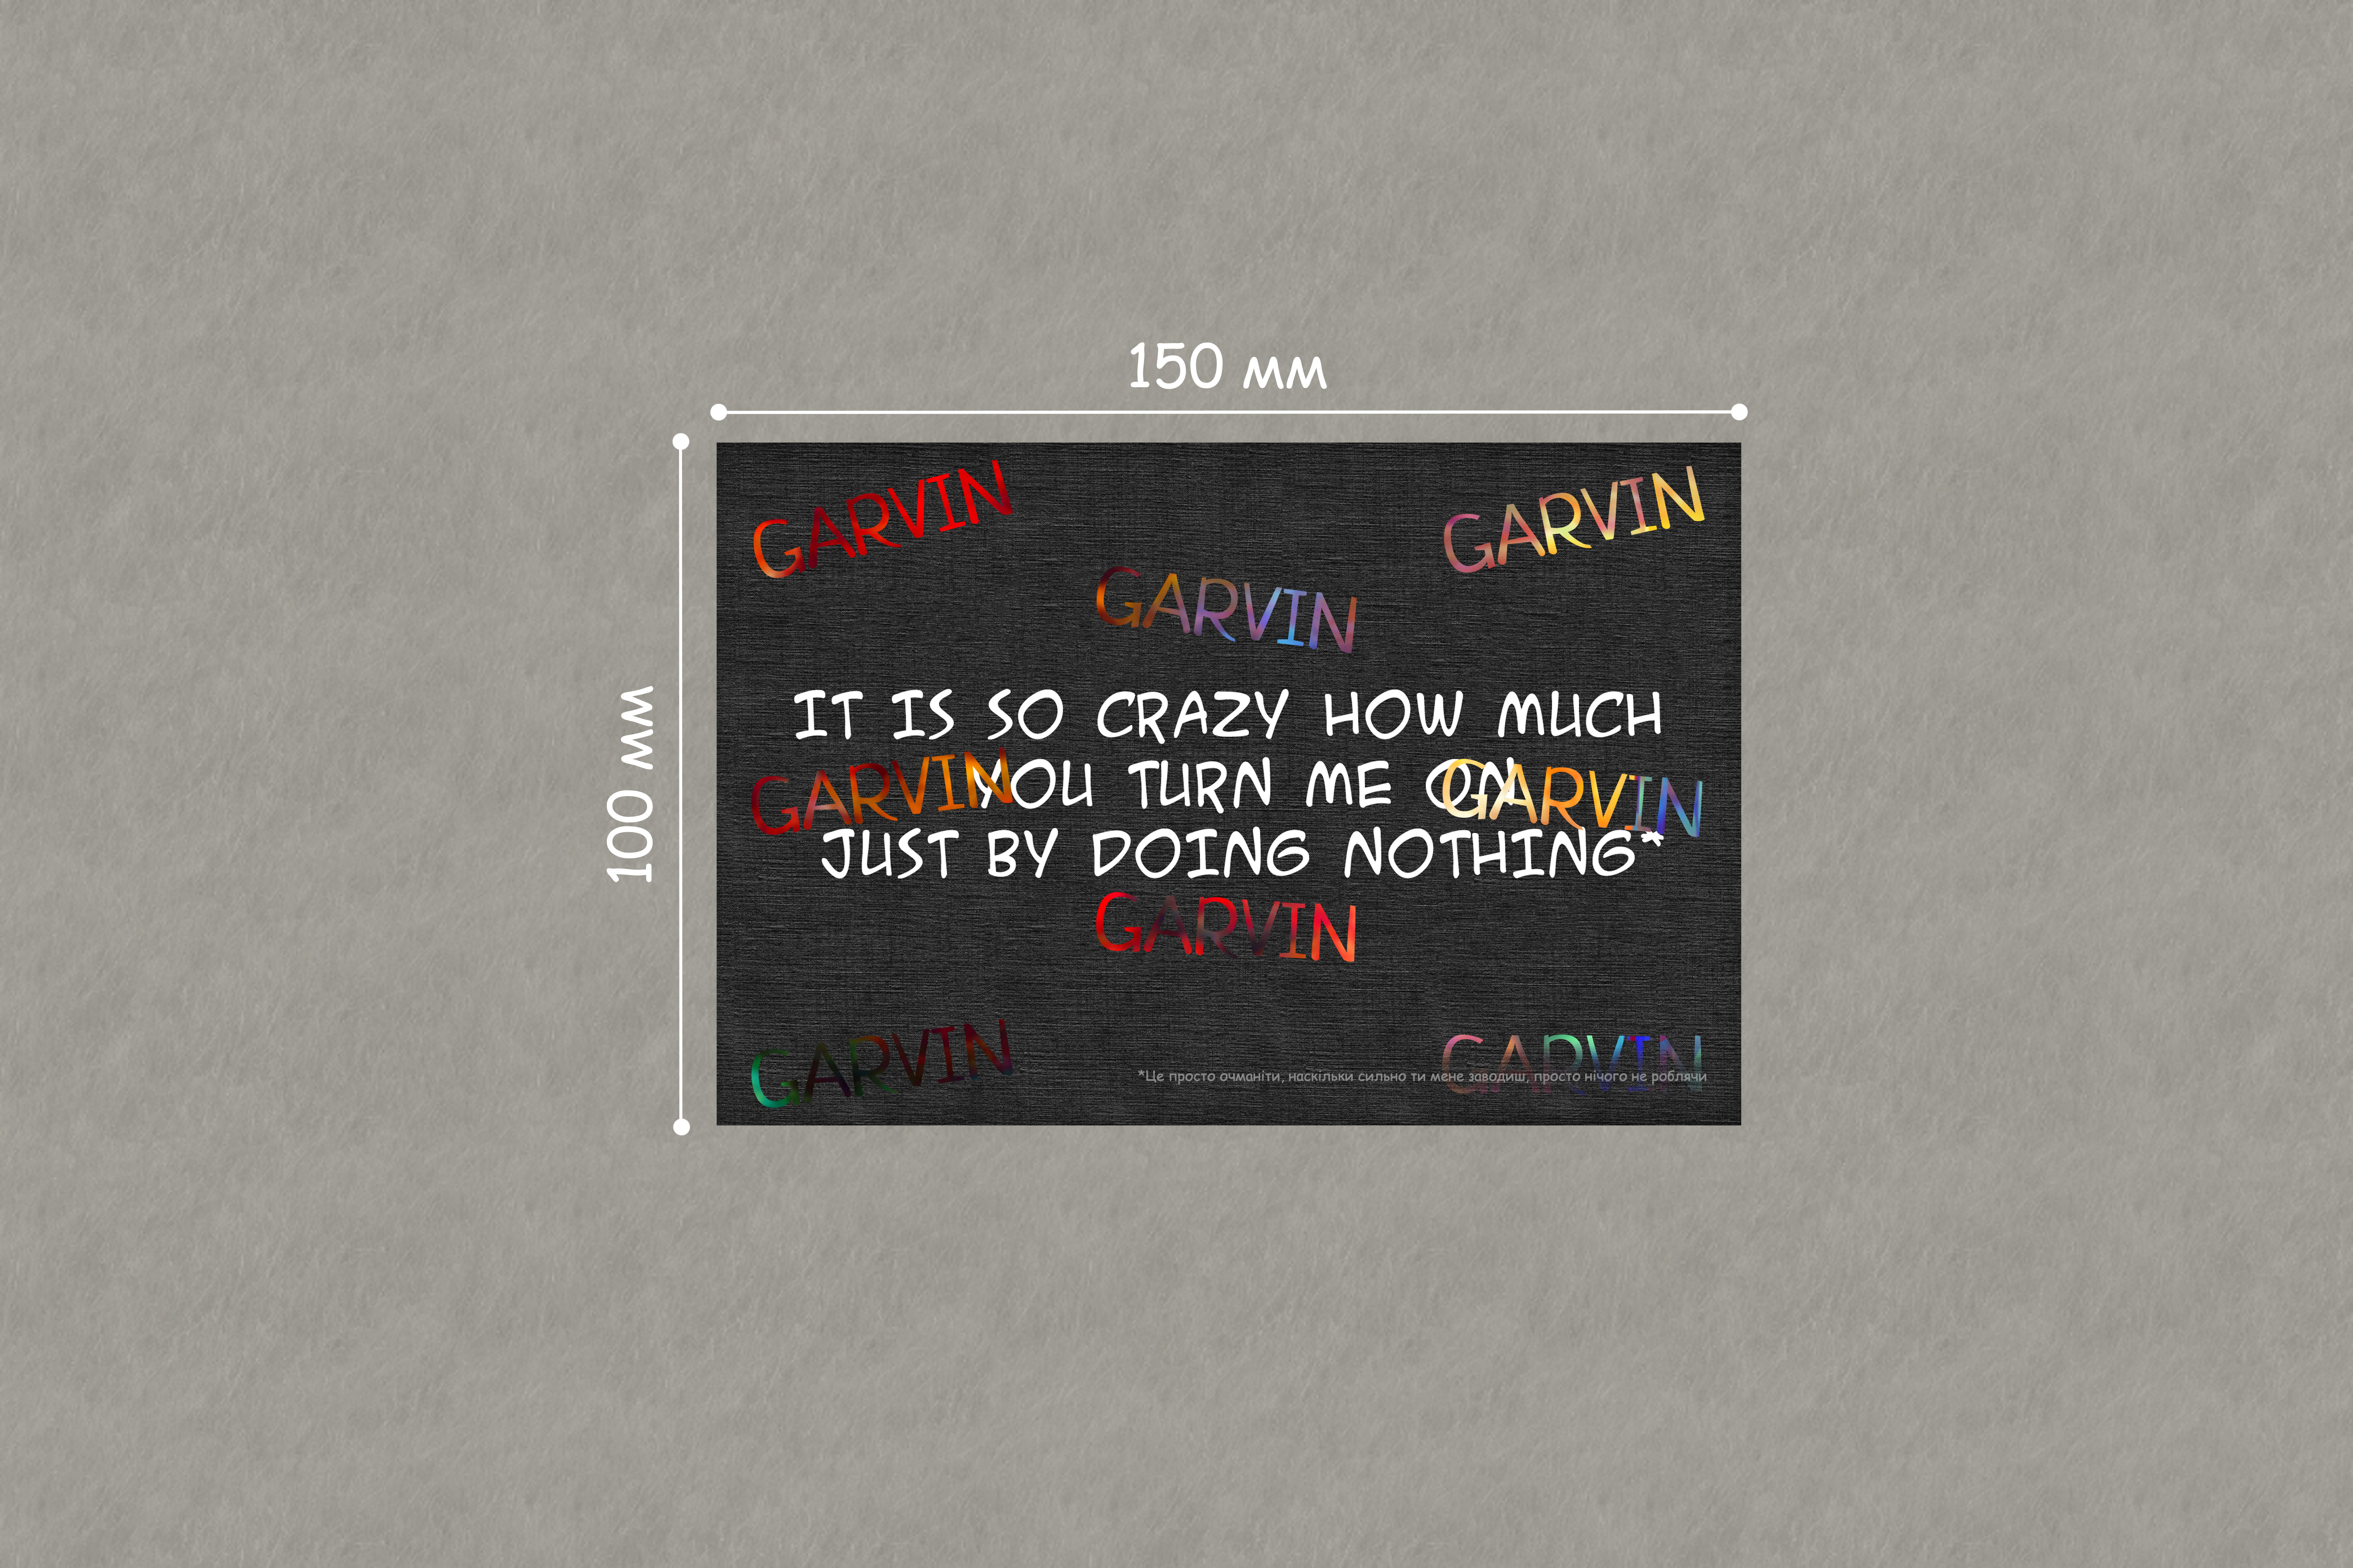 150 мм
100 мм
GARVIN
GARVIN
GARVIN
IT IS SO CRAZY HOW MUCH
GARVIN
YOU TURN ME ON
GARVIN
JUST BY DOING NOTHING*
GARVIN
GARVIN
GARVIN
*Це просто очманіти, наскільки сильно ти мене заводиш, просто нічого не роблячи